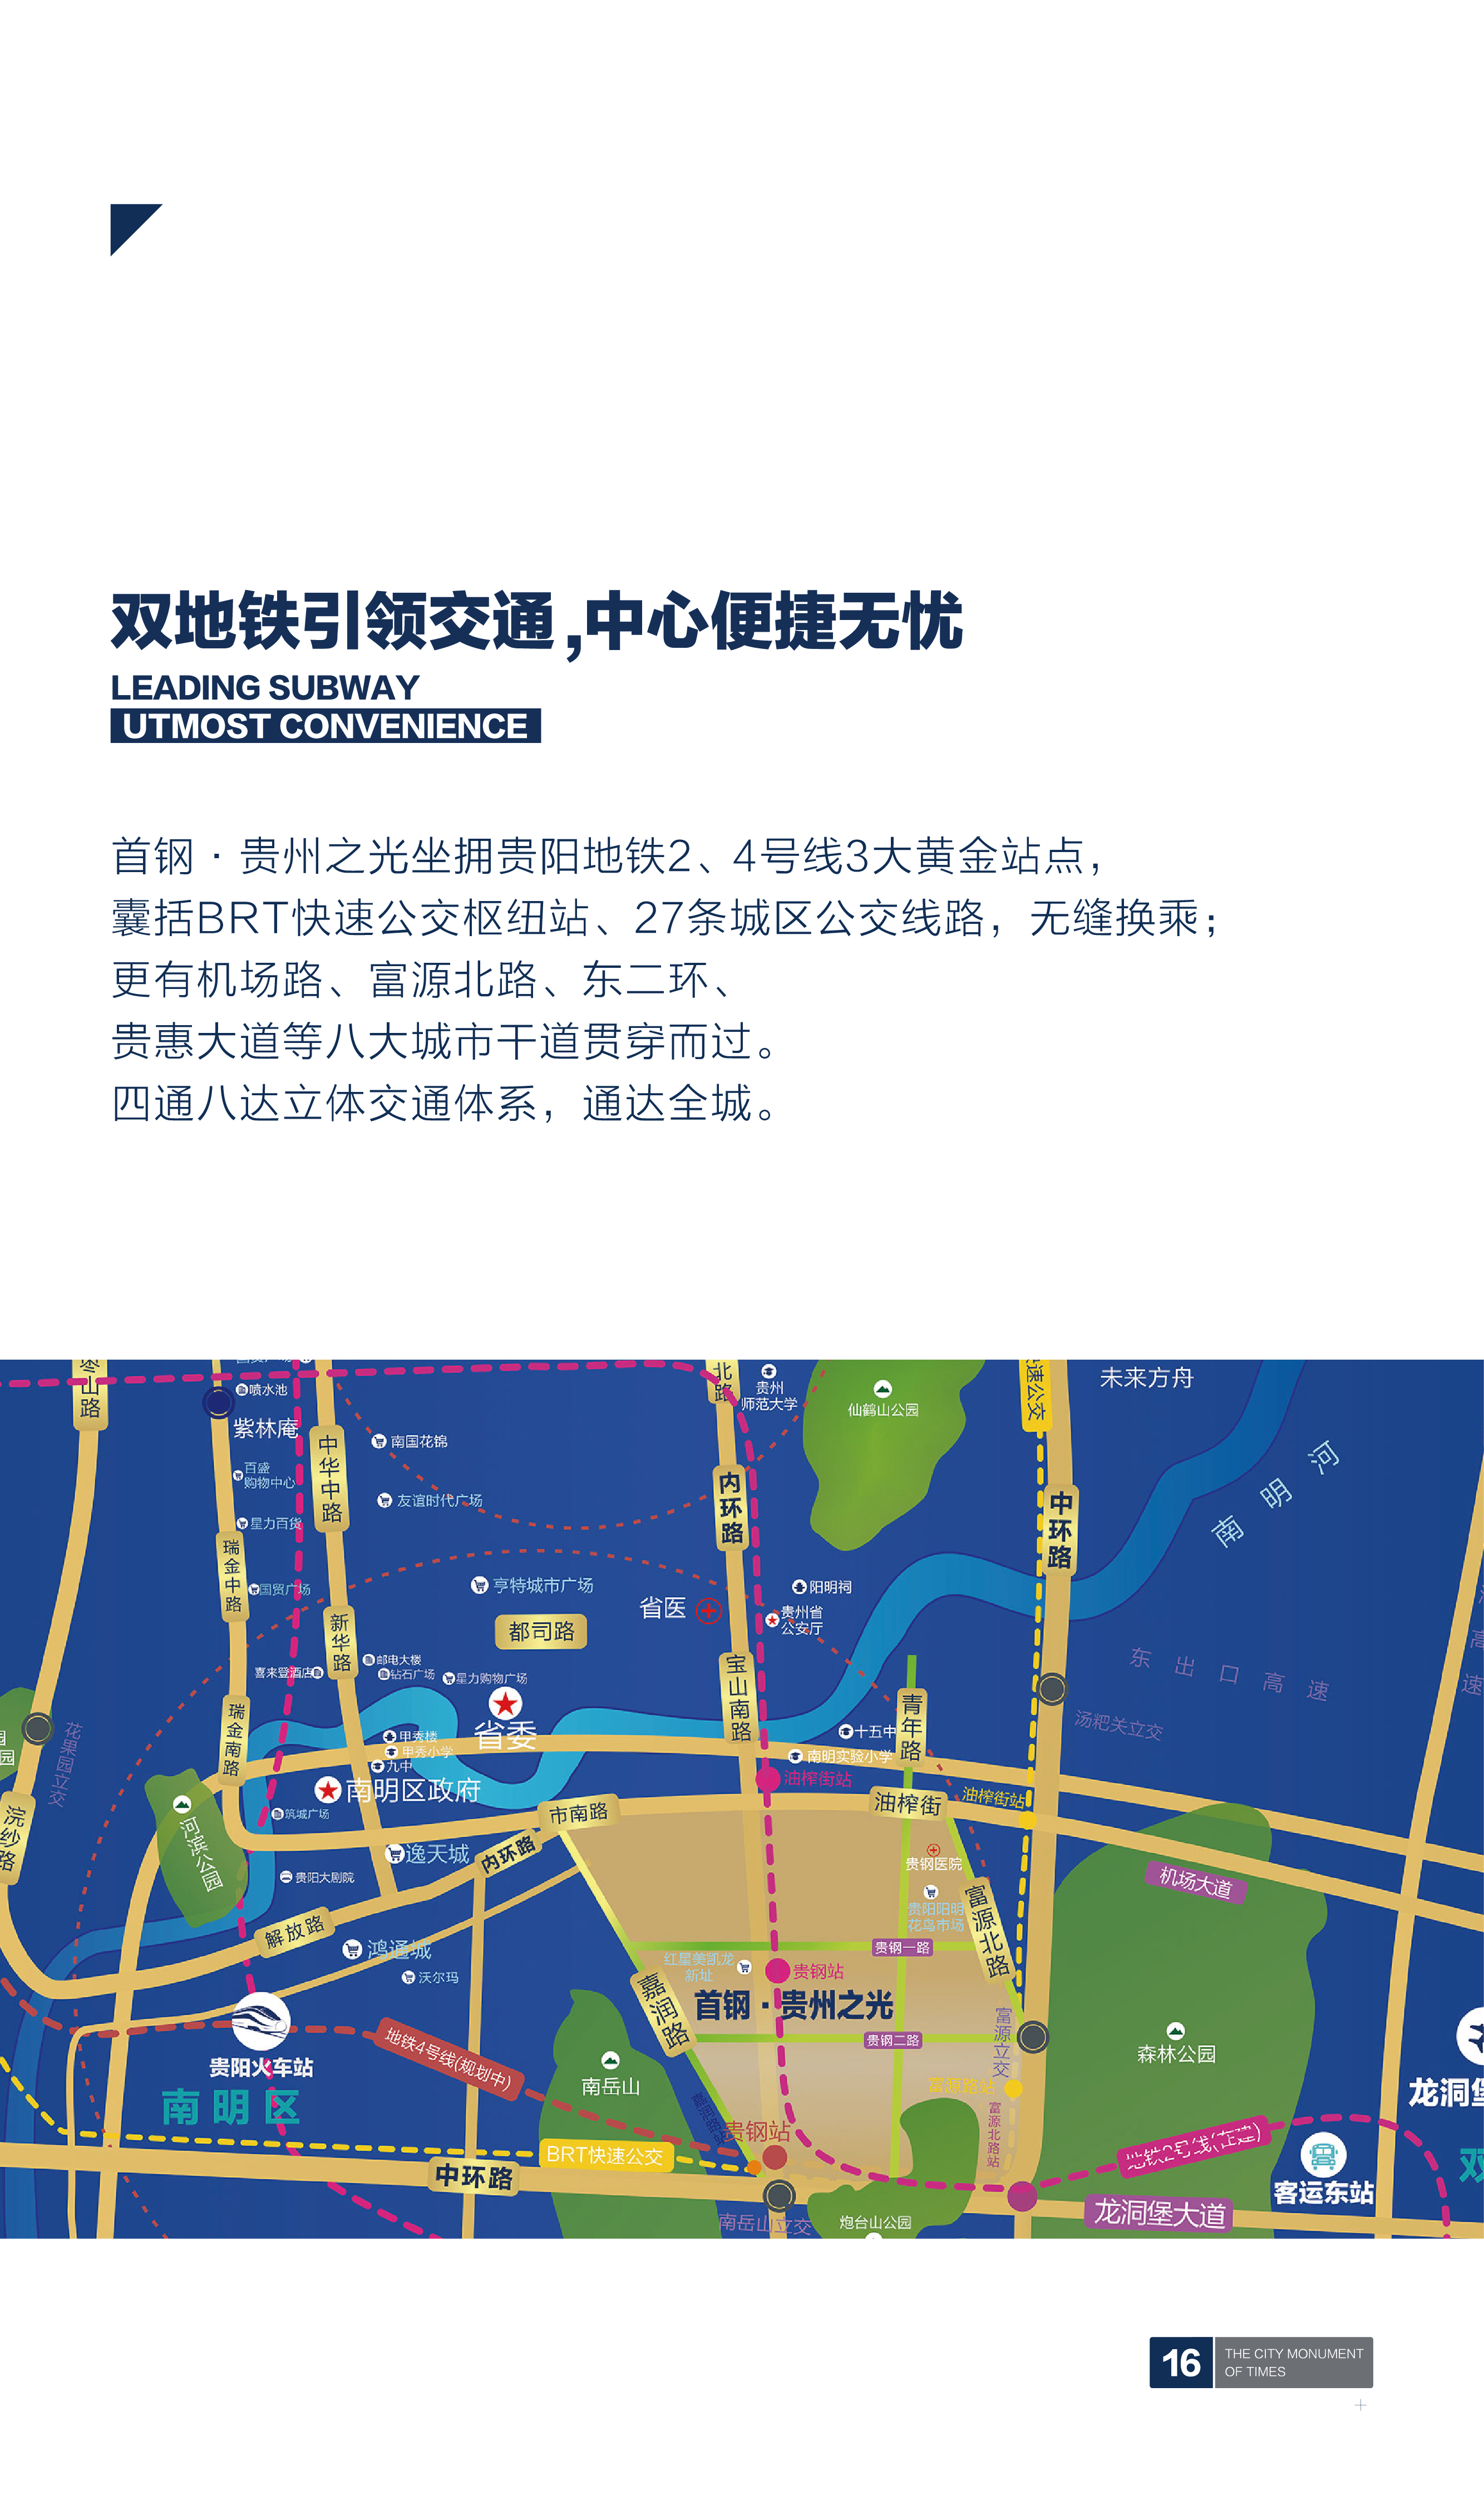 双地铁引领交通,中心便捷无忧
LEADING SUBWAY
UTMOST CONVENIENCE
首钢·贵州之光坐拥贵阳地铁2、4号线3大黄金站点，
囊括BRT快速公交枢纽站、27条城区公交线路，无缝换乘；
更有机场路、富源北路、东二环、
贵惠大道等八大城市干道贯穿而过。
四通八达立体交通体系，通达全城。
枣山路
喷水池
紫林庵
百盛
购物中心
星力百货
瑞金中路
国贸广场
中华中路
南国花锦
友谊时代广场
新华路
亨特城市广场
都司路
邮电大楼
钻石广场
喜来登酒店
星力购物广场
省委
瑞金南路
甲秀楼
甲秀小学
九中
南明区政府
筑城广场
花果园立交
浣纱路
河滨公园
贵阳大剧院
逸天城
内环路
市南路
解放路
鸿通城
沃尔玛
贵阳火车站
南明区
地铁4号线(规划中)
BRT快速公交
中环路
南岳山
北路
贵州
师范大学
仙鹤山公园
内环路
省医
阳明祠
贵州省
公安厅
宝山南路
十五中
南明实验小学
青年路
油榨街站
油榨街
油榨街站
贵钢医院
贵阳阳明
花鸟市场
富源北路
贵钢一路
红星美凯龙
新址
贵钢站
首钢·贵州之光
嘉润路
贵钢二路
富源立交
富源路站
富源北路站
贵钢站
南岳山立交
炮台山公园
速公交
未来方舟
中环路
南明河
东出口高速
汤粑关立交
高速
机场大道
森林公园
龙洞堡
地铁2号线(在建)
客运东站
龙洞堡大道
双
16
THE CITY MONUMENT
OF TIMES